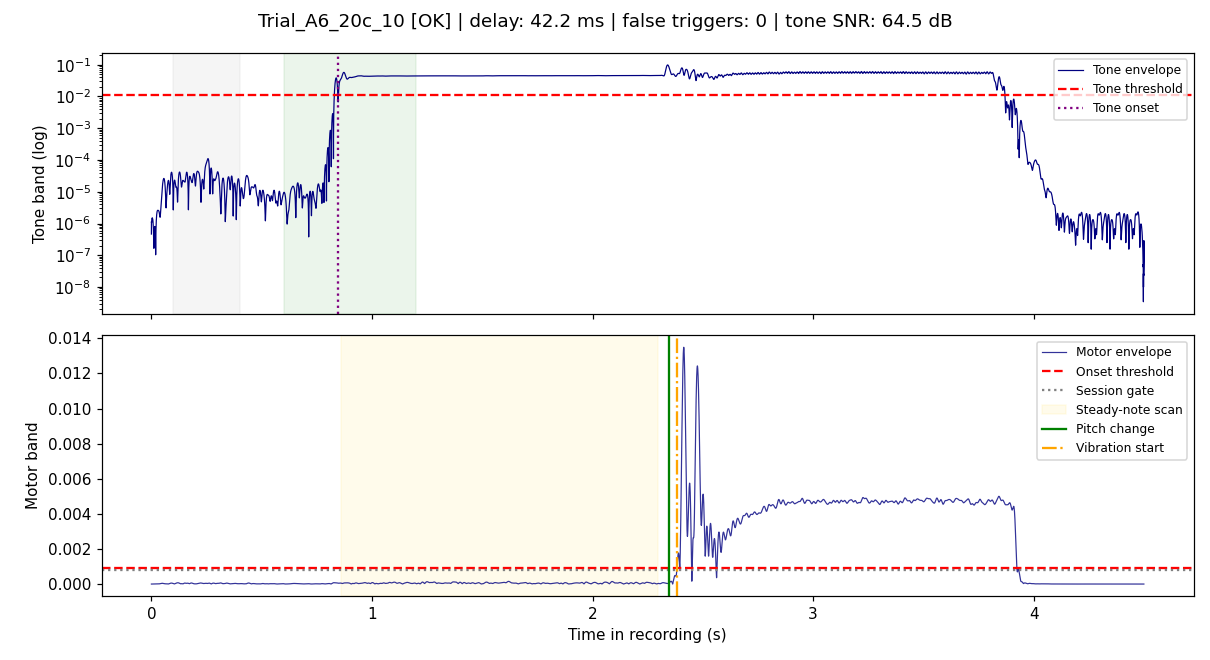 Trial_A6_20c_10 [OK] | delay: 42.2 ms | false triggers: 0 | tone SNR: 64.5 dB
Tone band (log)
10⁻¹
10⁻²
10⁻³
10⁻⁴
10⁻⁵
10⁻⁶
10⁻⁷
10⁻⁸
Tone envelope
Tone threshold
Tone onset
Motor band
0.014
0.012
0.010
0.008
0.006
0.004
0.002
0.000
Motor envelope
Onset threshold
Session gate
Steady-note scan
Pitch change
Vibration start
0 1 2 3 4
Time in recording (s)